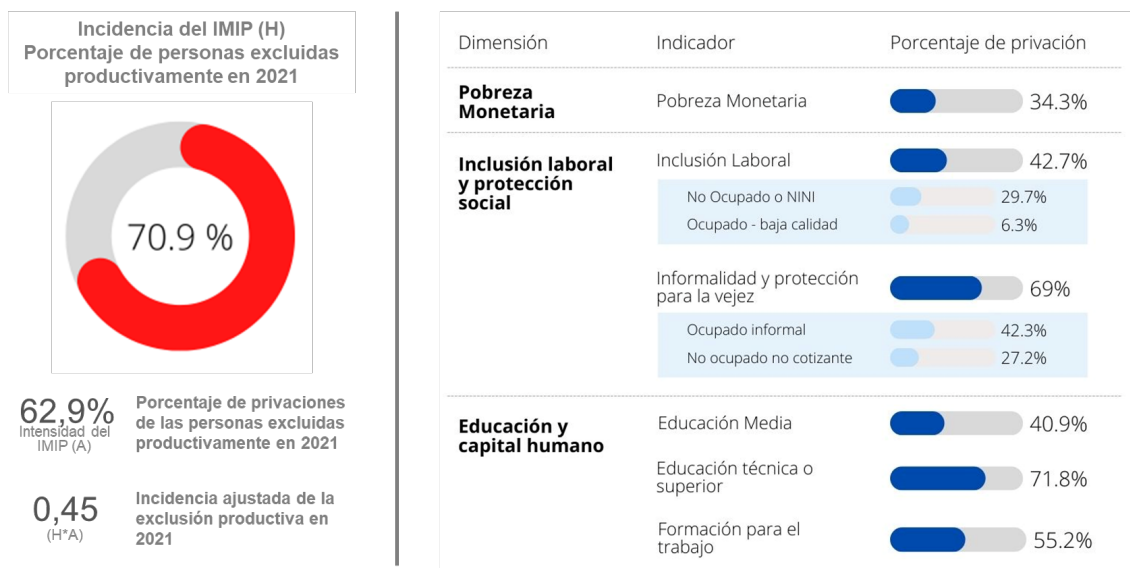 Incidencia del IMIP (H)
Porcentaje de personas excluidas
productivamente en 2021
70.9 %
62,9%
Intensidad del
IMIP (A)
Porcentaje de privaciones
de las personas excluidas
productivamente en 2021
0,45
(H*A)
Incidencia ajustada de la
exclusión productiva en
2021
Dimensión Indicador Porcentaje de privación
Pobreza
Monetaria
Pobreza Monetaria 34.3%
Inclusión laboral
y protección
social
Inclusión Laboral 42.7%
No Ocupado o NINI 29.7%
Ocupado - baja calidad 6.3%
Informalidad y protección
para la vejez
69%
Ocupado informal 42.3%
No ocupado no cotizante 27.2%
Educación y
capital humano
Educación Media 40.9%
Educación técnica o
superior
71.8%
Formación para el
trabajo
55.2%